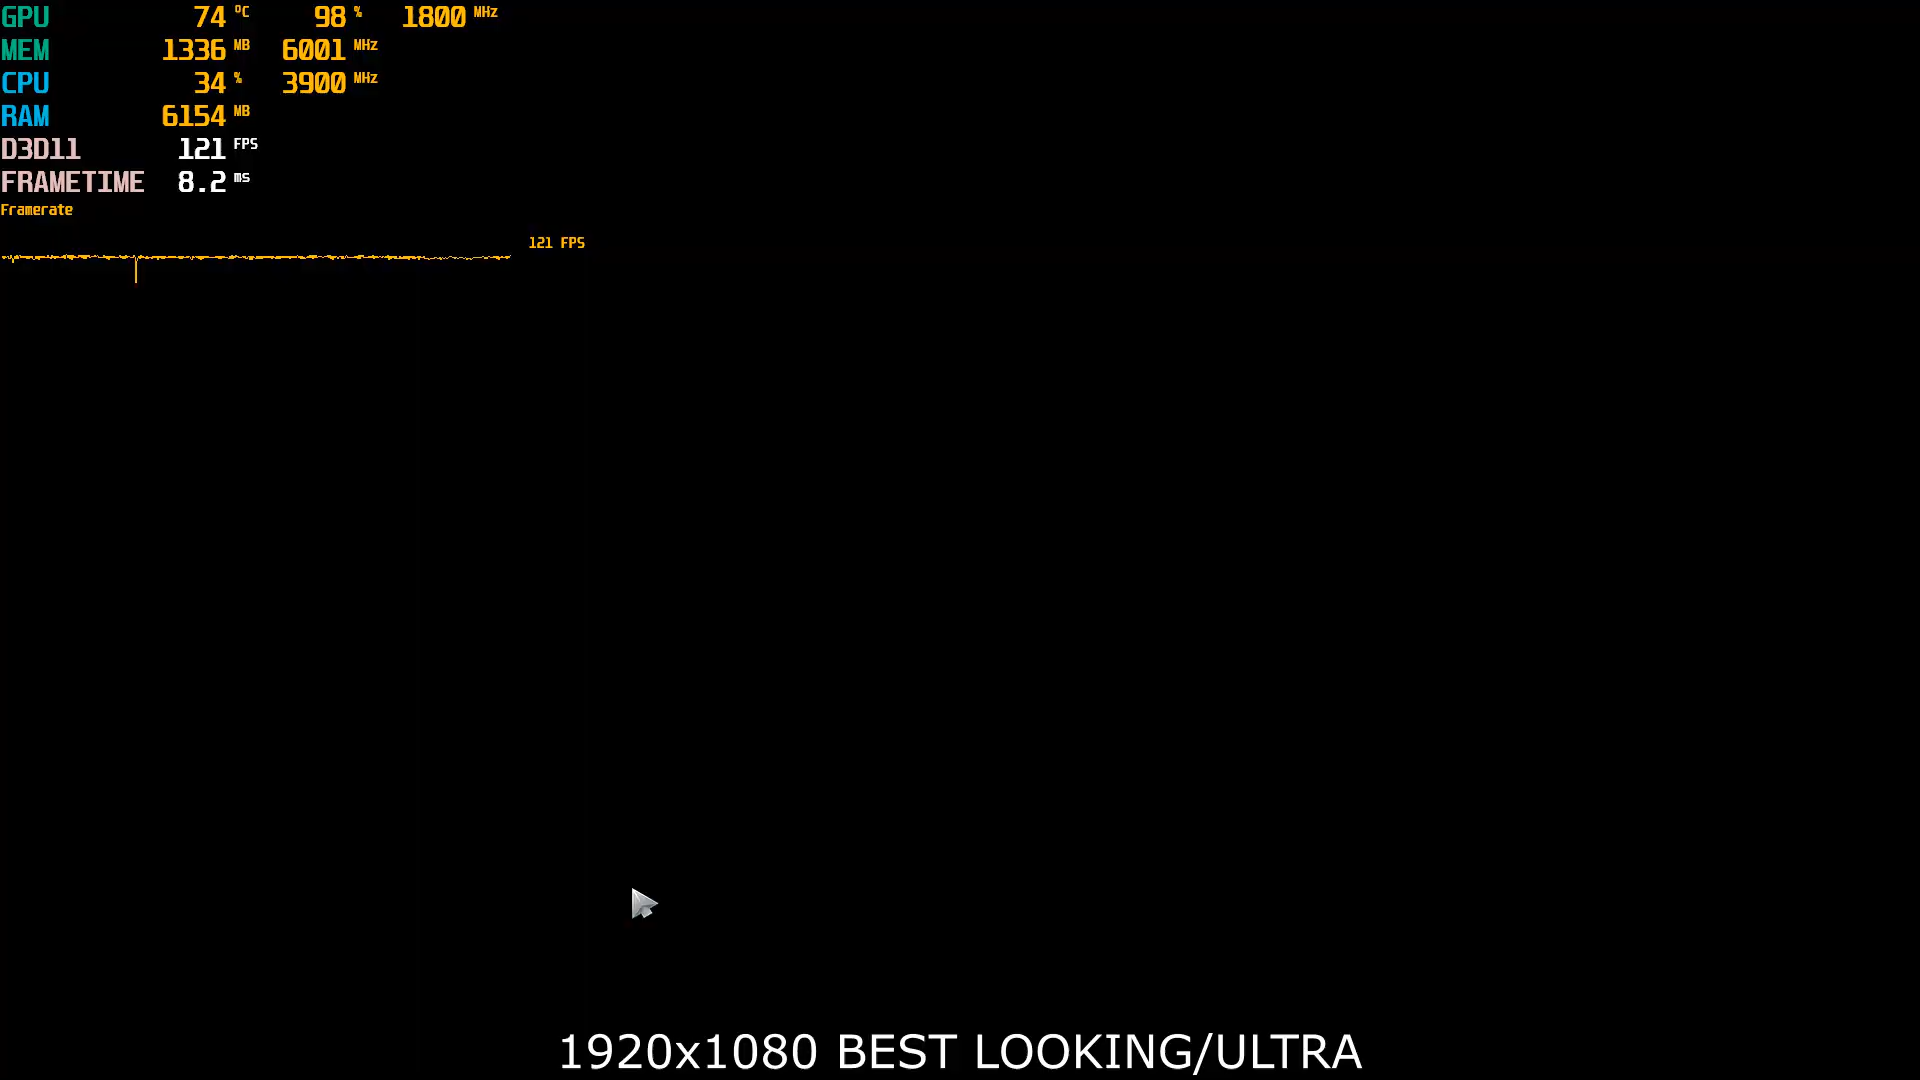 GPU 74 °C 98 % 1800 MHz
MEM 1336 MB 6001 MHz
CPU 34 % 3900 MHz
RAM 6154 MB
D3D11 121 FPS
FRAMETIME 8.2 ms
Framerate
121 FPS
1920x1080 BEST LOOKING/ULTRA